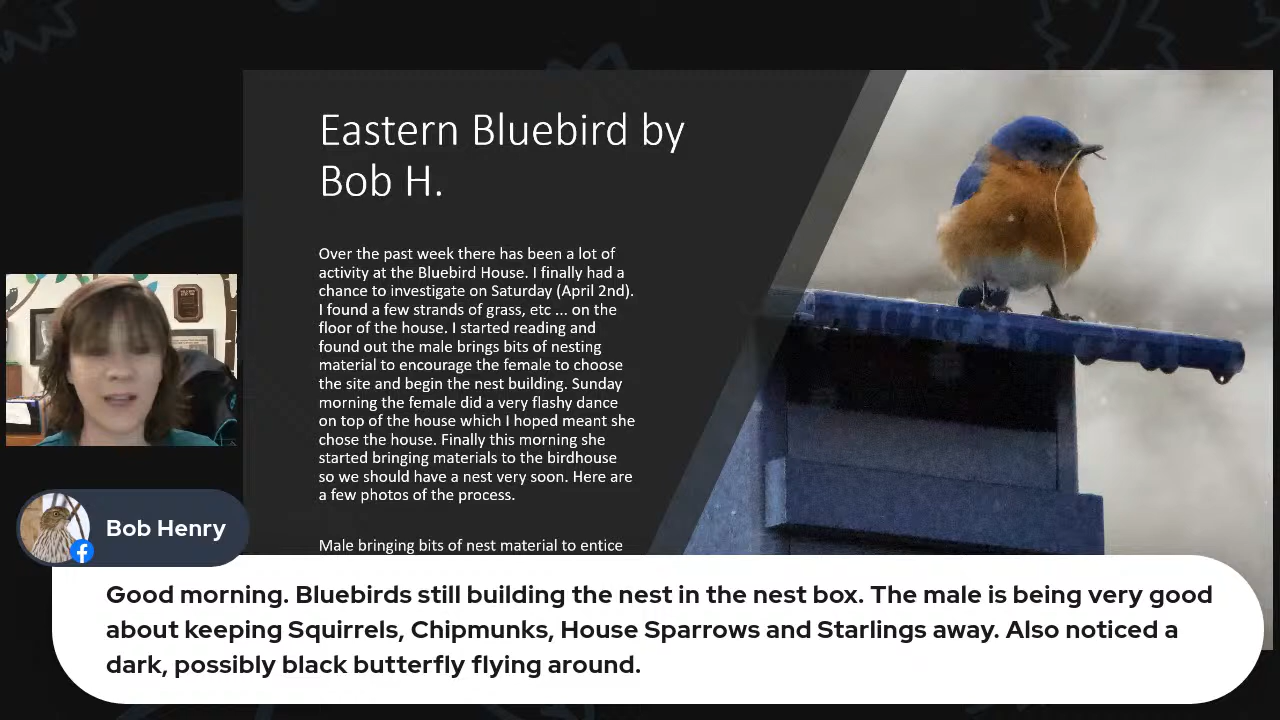 Eastern Bluebird by
Bob H.
Over the past week there has been a lot of
activity at the Bluebird House. I finally had a
chance to investigate on Saturday (April 2nd).
I found a few strands of grass, etc ... on the
floor of the house. I started reading and
found out the male brings bits of nesting
material to encourage the female to choose
the site and begin the nest building. Sunday
morning the female did a very flashy dance
on top of the house which I hoped meant she
chose the house. Finally this morning she
started bringing materials to the birdhouse
so we should have a nest very soon. Here are
a few photos of the process.
Male bringing bits of nest material to entice
Bob Henry
Good morning. Bluebirds still building the nest in the nest box. The male is being very good
about keeping Squirrels, Chipmunks, House Sparrows and Starlings away. Also noticed a
dark, possibly black butterfly flying around.